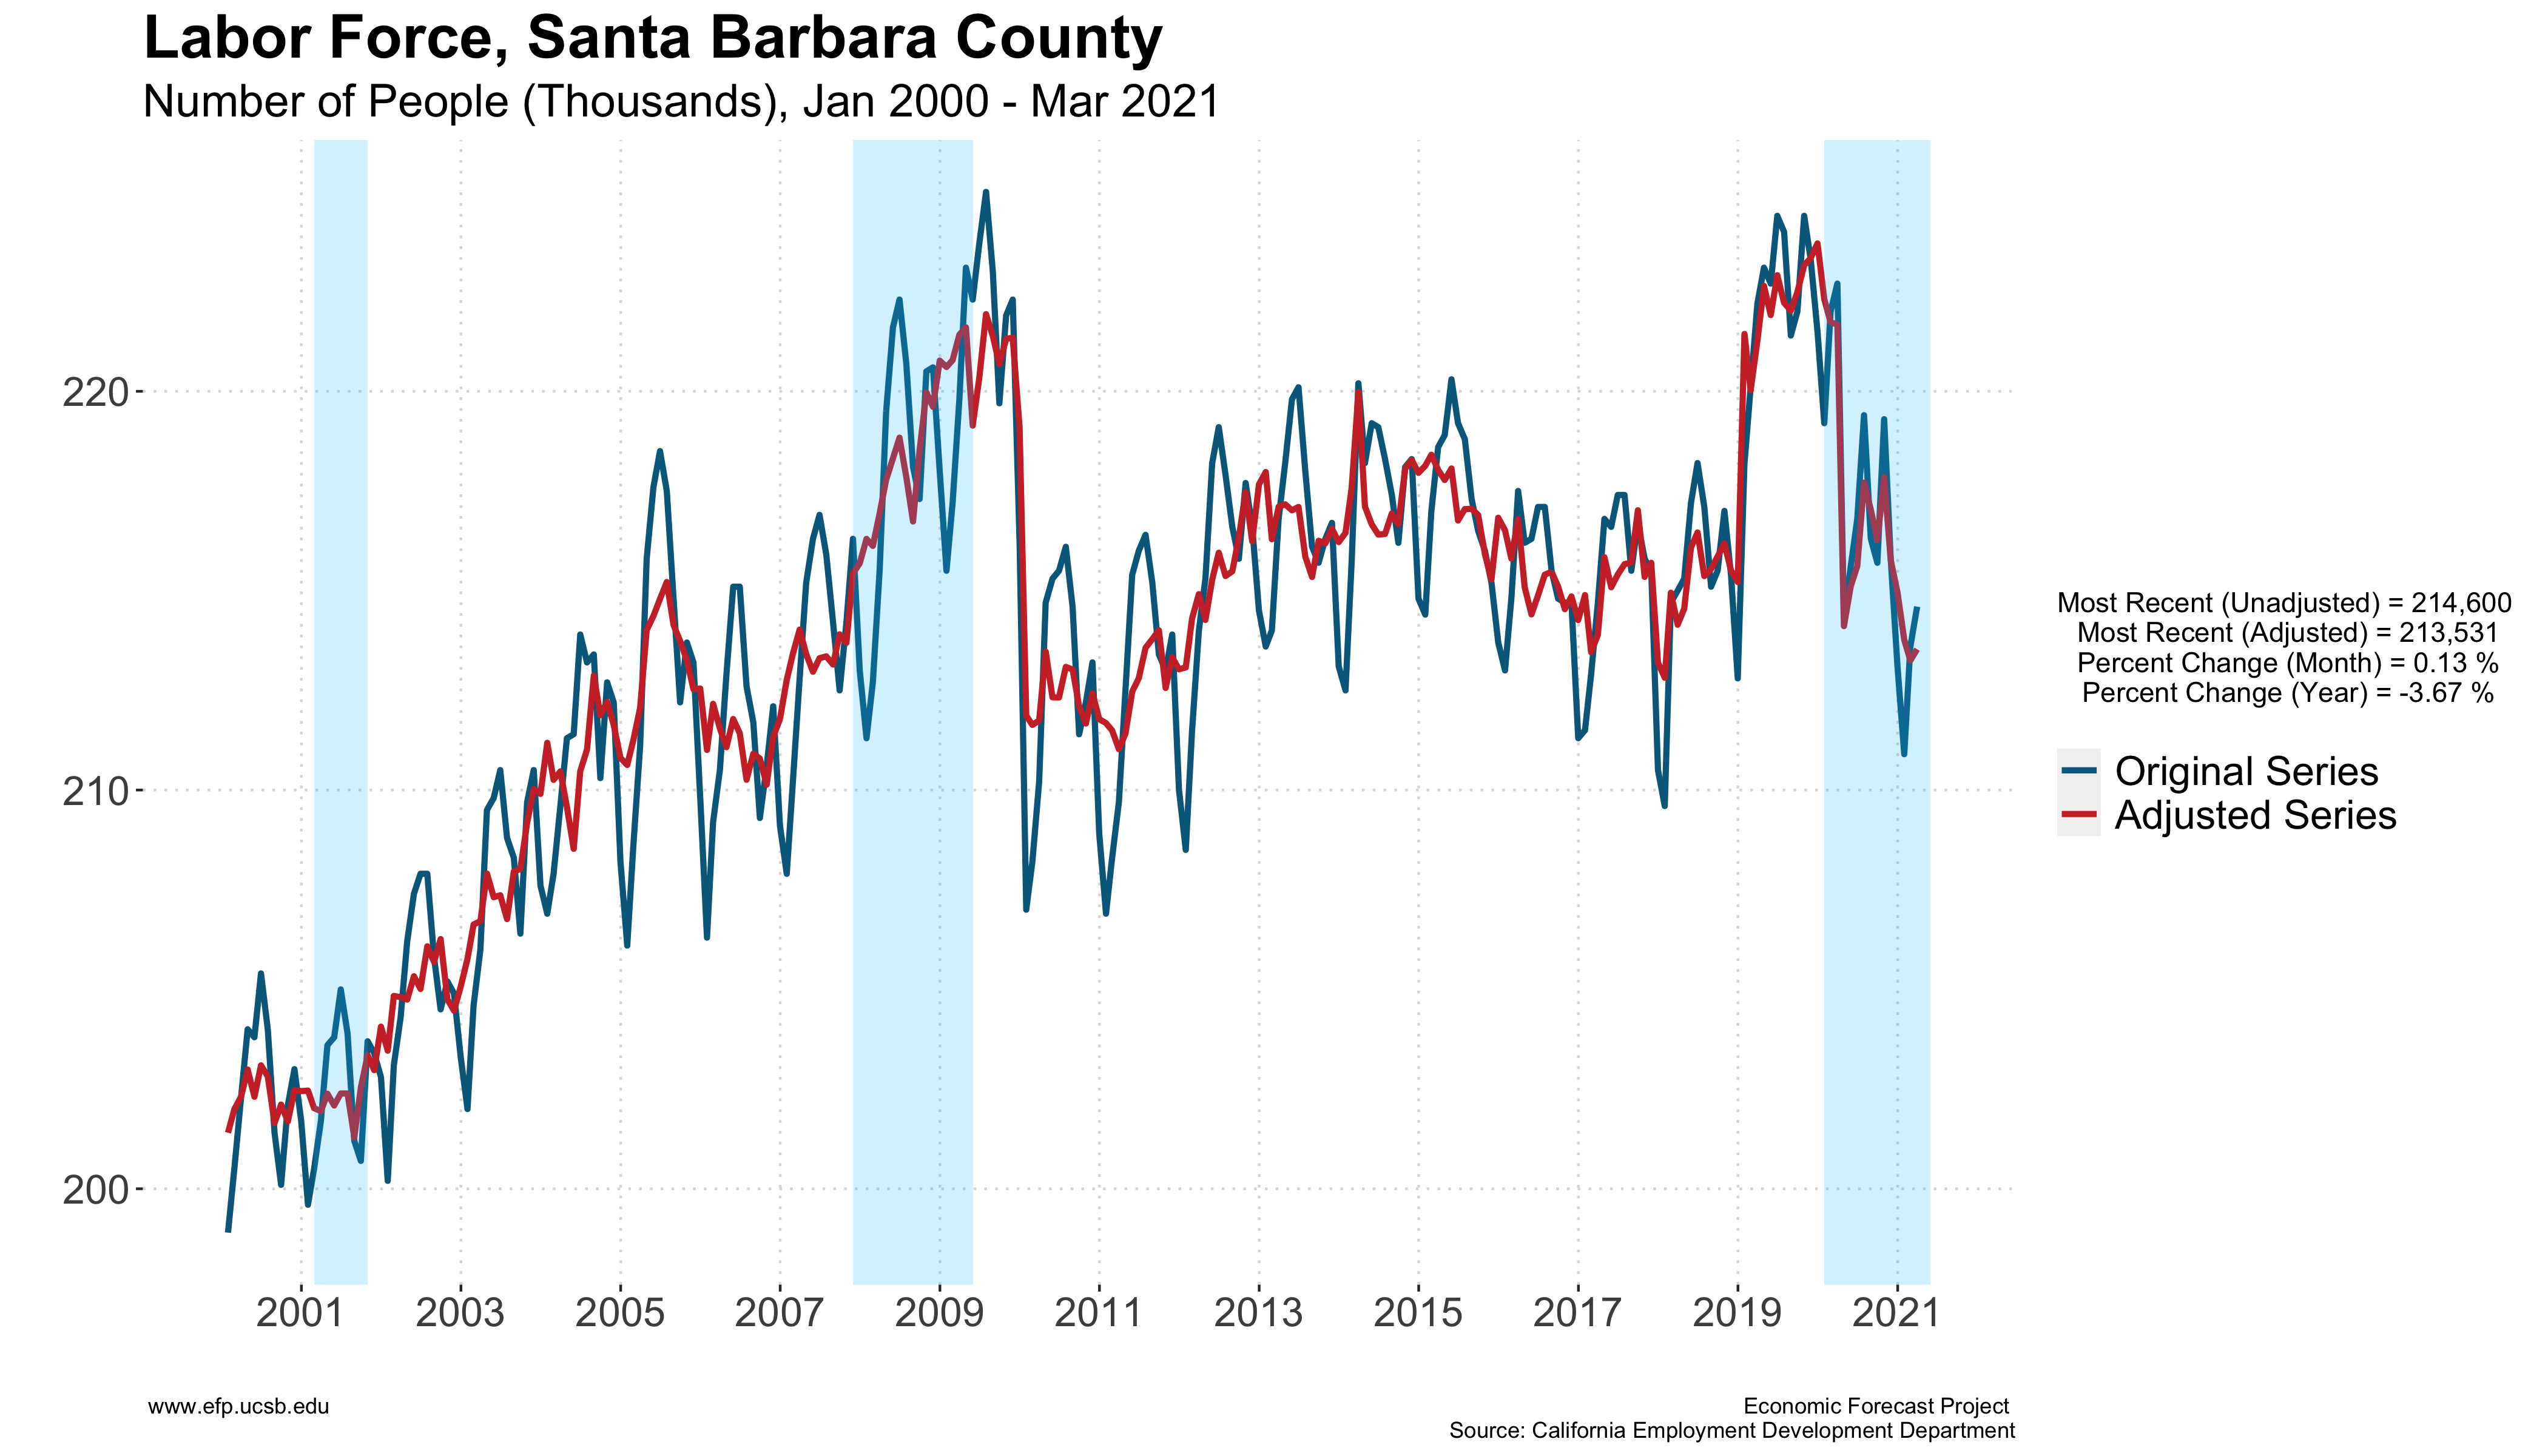 Labor Force, Santa Barbara County
Number of People (Thousands), Jan 2000 - Mar 2021
220
210
200
2001 2003 2005 2007 2009 2011 2013 2015 2017 2019 2021
Most Recent (Unadjusted) = 214,600
Most Recent (Adjusted) = 213,531
Percent Change (Month) = 0.13 %
Percent Change (Year) = -3.67 %
Original Series
Adjusted Series
www.efp.ucsb.edu
Economic Forecast Project
Source: California Employment Development Department